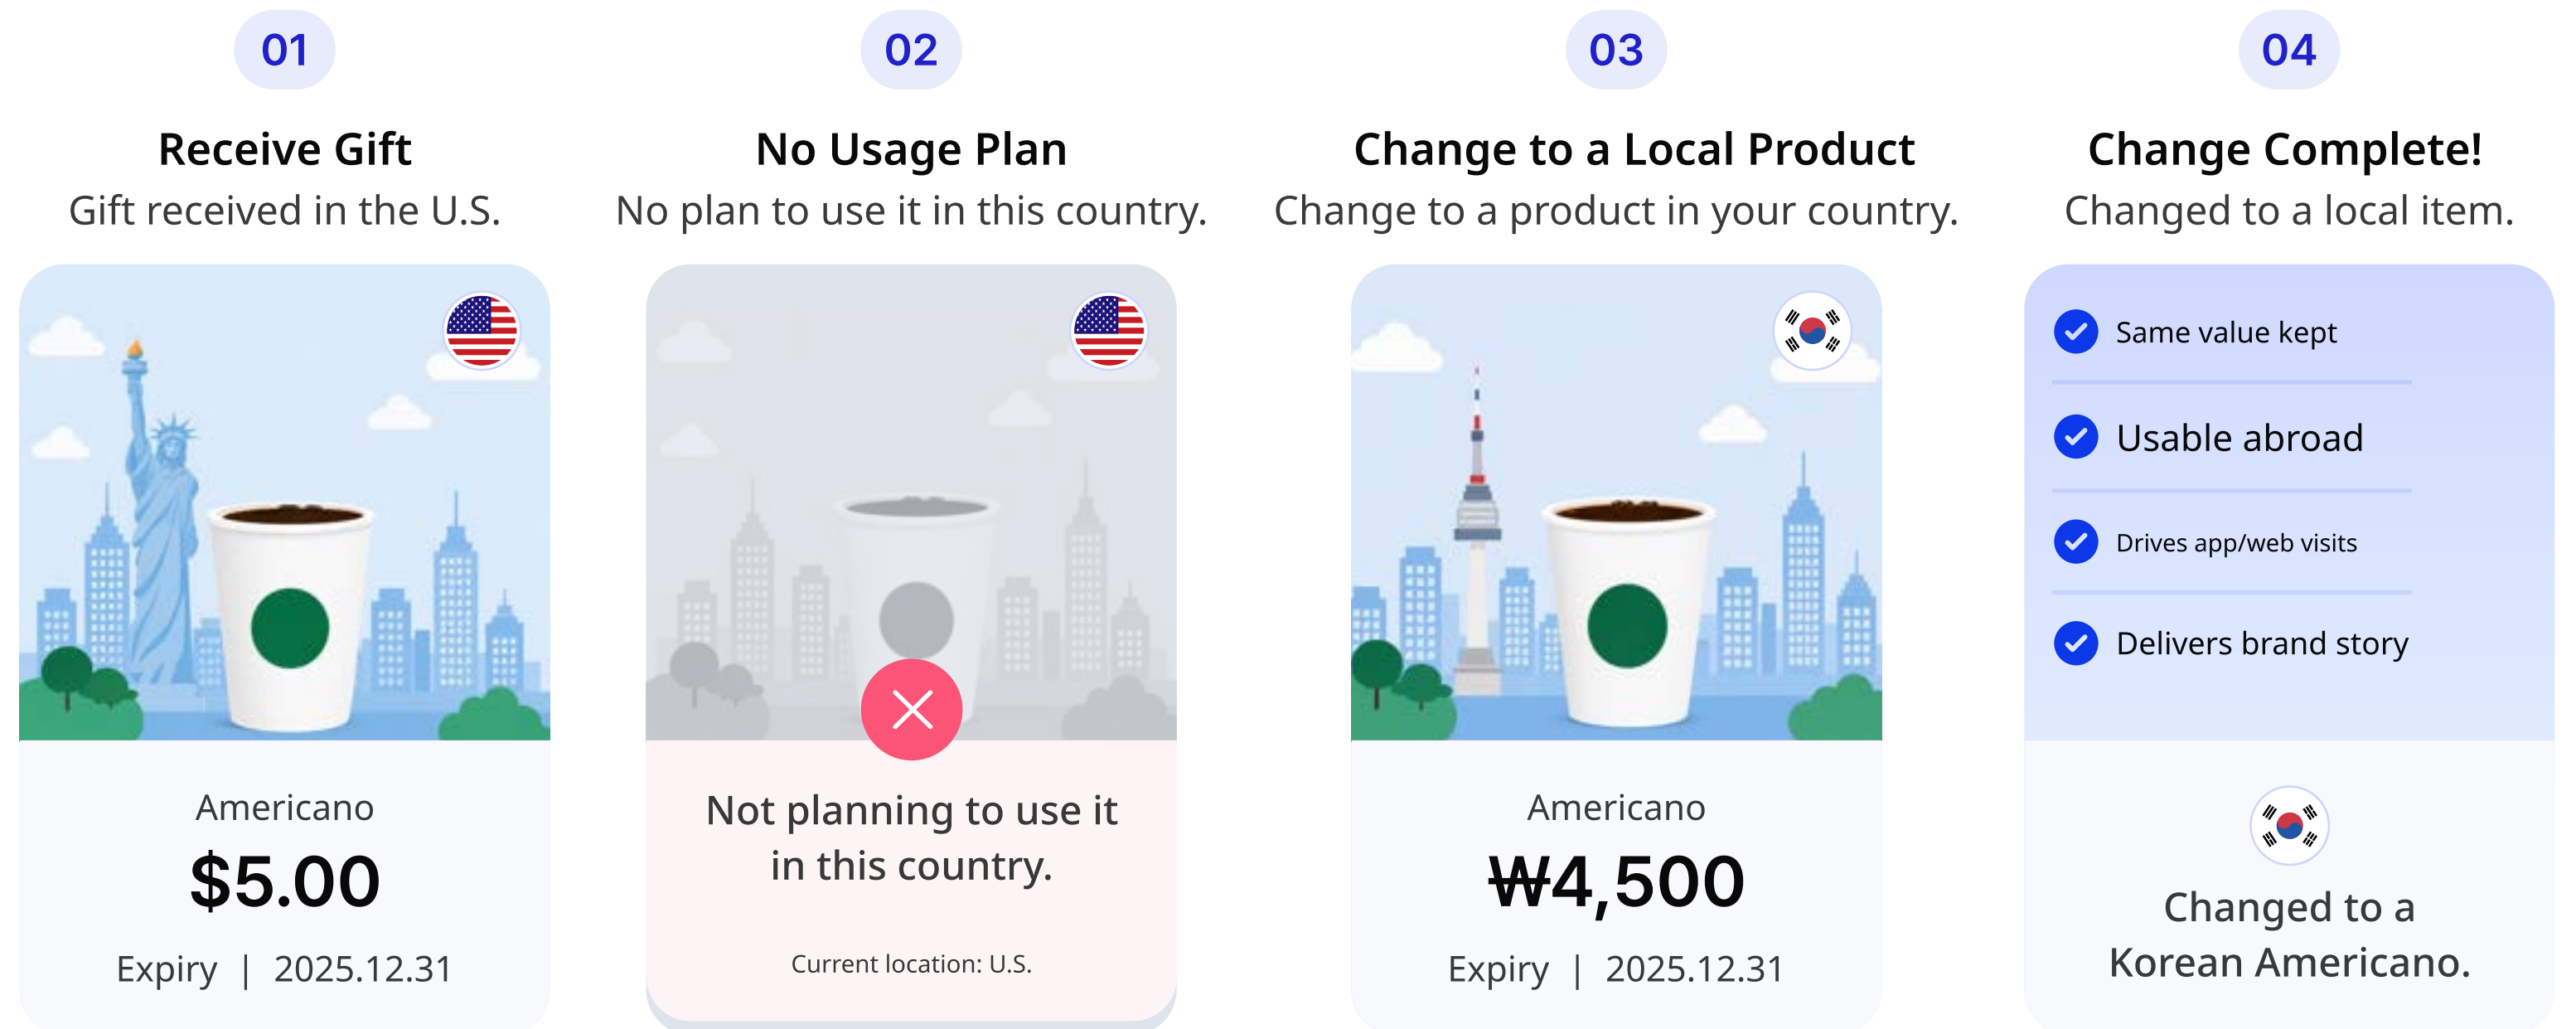 01
Receive Gift
Gift received in the U.S.
Americano
$5.00
Expiry | 2025.12.31
02
No Usage Plan
No plan to use it in this country.
Not planning to use it
in this country.
Current location: U.S.
03
Change to a Local Product
Change to a product in your country.
Americano
₩4,500
Expiry | 2025.12.31
04
Change Complete!
Changed to a local item.
Same value kept
Usable abroad
Drives app/web visits
Delivers brand story
Changed to a
Korean Americano.